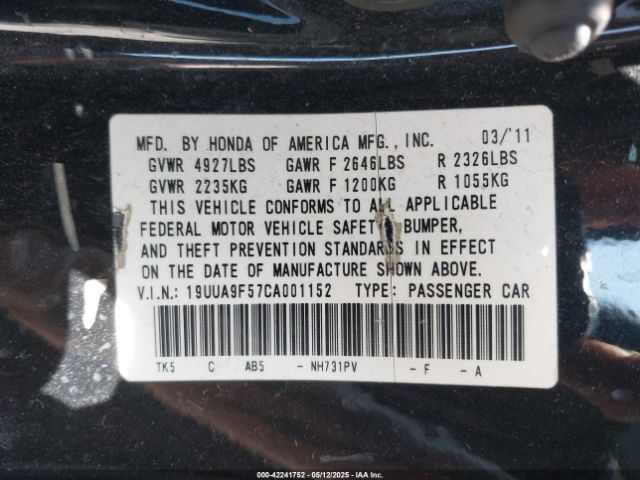 MFD. BY HONDA OF AMERICA MFG., INC. 03/'11
GVWR 4927LBS GAWR F 2646LBS R 2326LBS
GVWR 2235KG GAWR F 1200KG R 1055KG
THIS VEHICLE CONFORMS TO ALL APPLICABLE
FEDERAL MOTOR VEHICLE SAFETY, BUMPER,
AND THEFT PREVENTION STANDARDS IN EFFECT
ON THE DATE OF MANUFACTURE SHOWN ABOVE.
V.I.N.: 19UUA9F57CA001152 TYPE: PASSENGER CAR
TK5 C AB5 - NH731PV - F - A
000-42241752 - 05/12/2025 - IAA Inc.